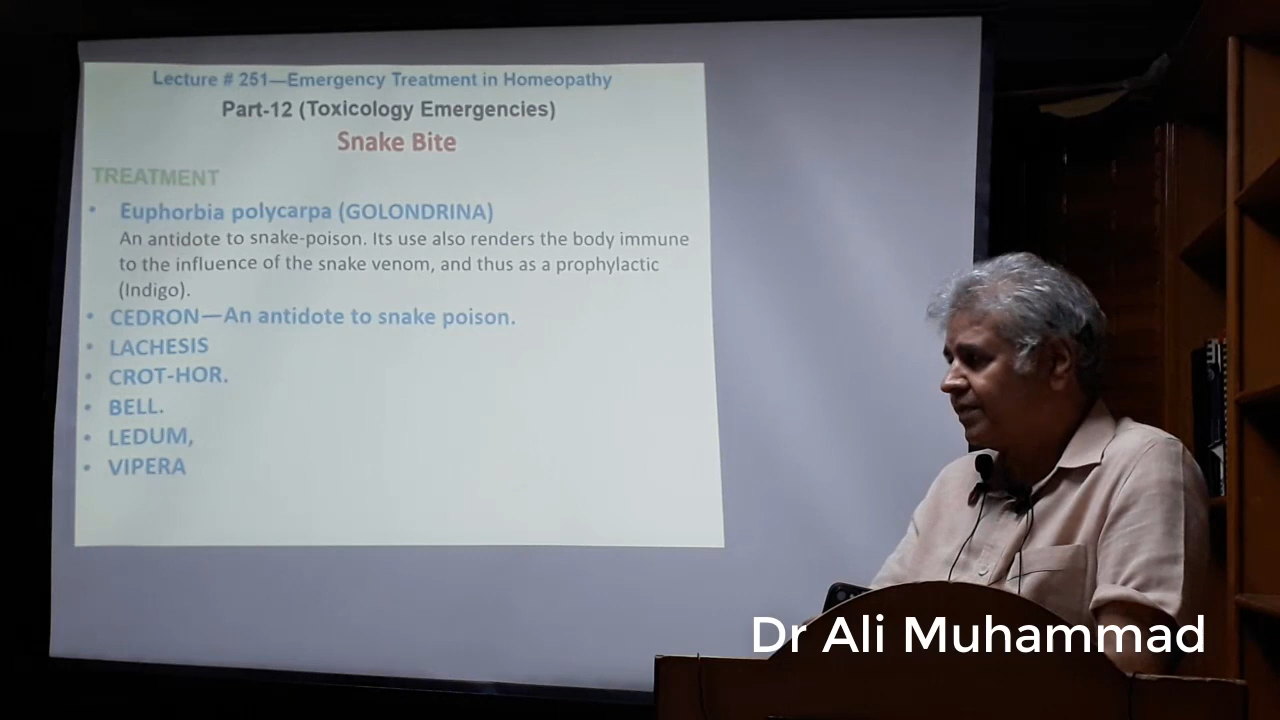 Lecture # 251—Emergency Treatment in Homeopathy
Part-12 (Toxicology Emergencies)
Snake Bite
TREATMENT
• Euphorbia polycarpa (GOLONDRINA)
An antidote to snake-poison. Its use also renders the body immune
to the influence of the snake venom, and thus as a prophylactic
(Indigo).
• CEDRON—An antidote to snake poison.
• LACHESIS
• CROT-HOR.
• BELL.
• LEDUM,
• VIPERA
Dr Ali Muhammad